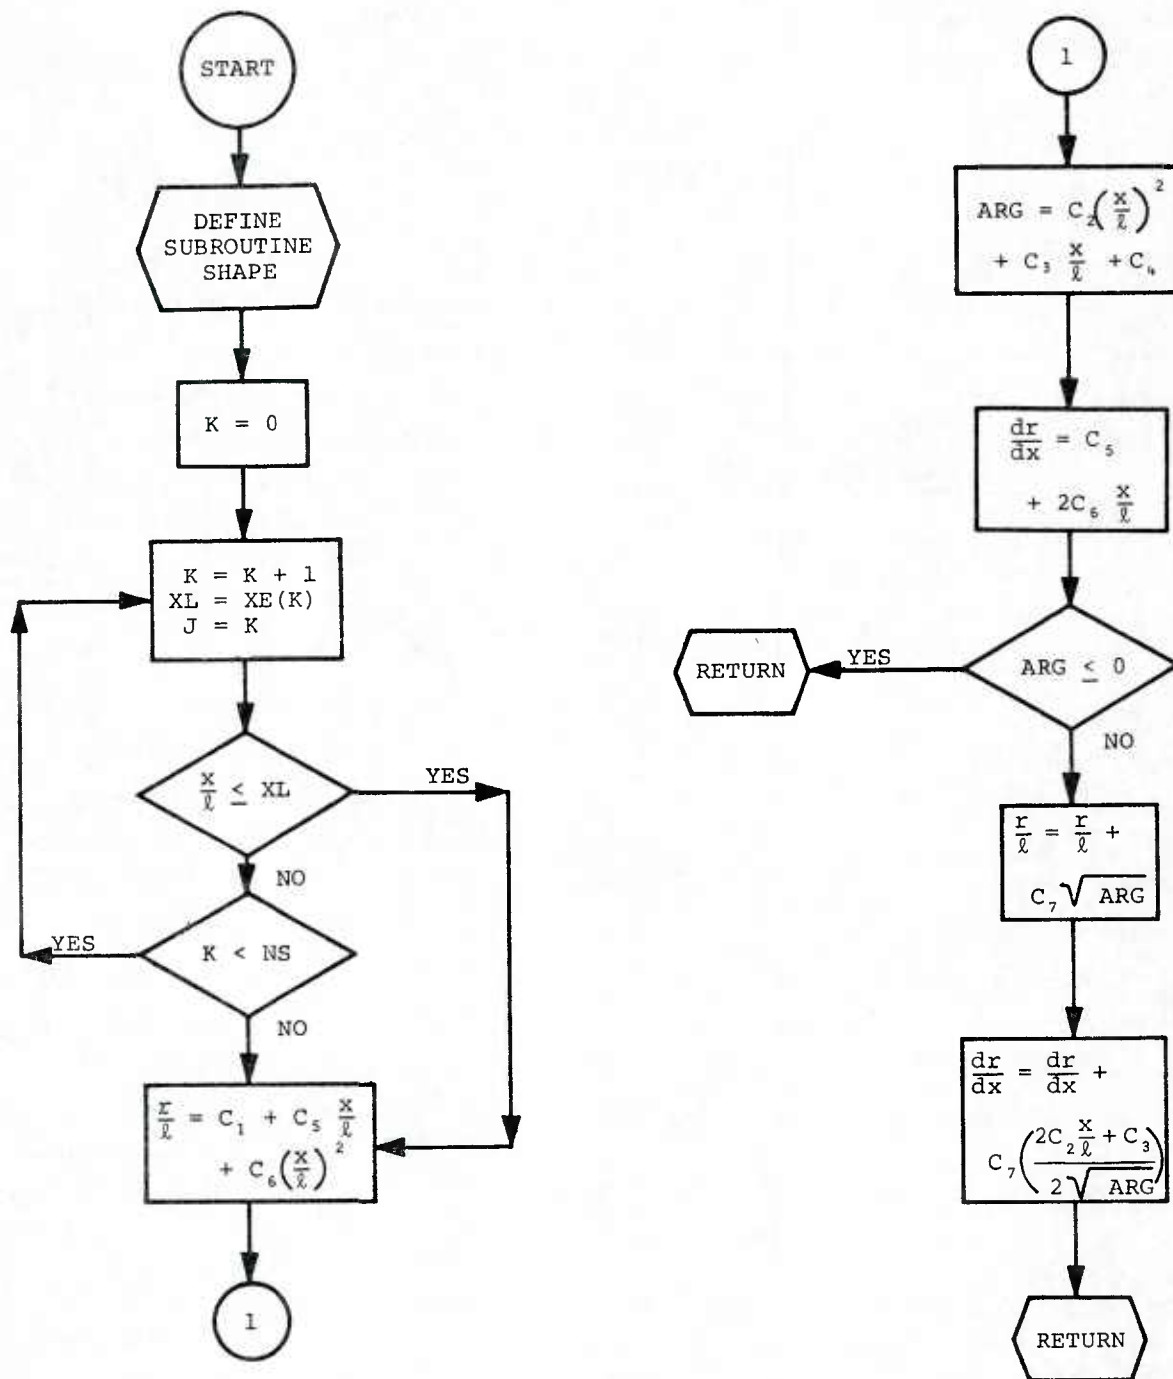 START
DEFINE
SUBROUTINE
SHAPE
K = 0
K = K + 1
XL = XE(K)
J = K
x/ℓ ≤ XL
YES
NO
K < NS
YES
NO
r/ℓ = C₁ + C₅ x/ℓ
+ C₆(x/ℓ)²
1
1
ARG = C₂(x/ℓ)²
+ C₃ x/ℓ + C₄
dr/dx = C₅
+ 2C₆ x/ℓ
ARG ≤ 0
YES
RETURN
NO
r/ℓ = r/ℓ +
C₇ √ARG
dr/dx = dr/dx +
C₇((2C₂ x/ℓ + C₃)/(2 √ARG))
RETURN